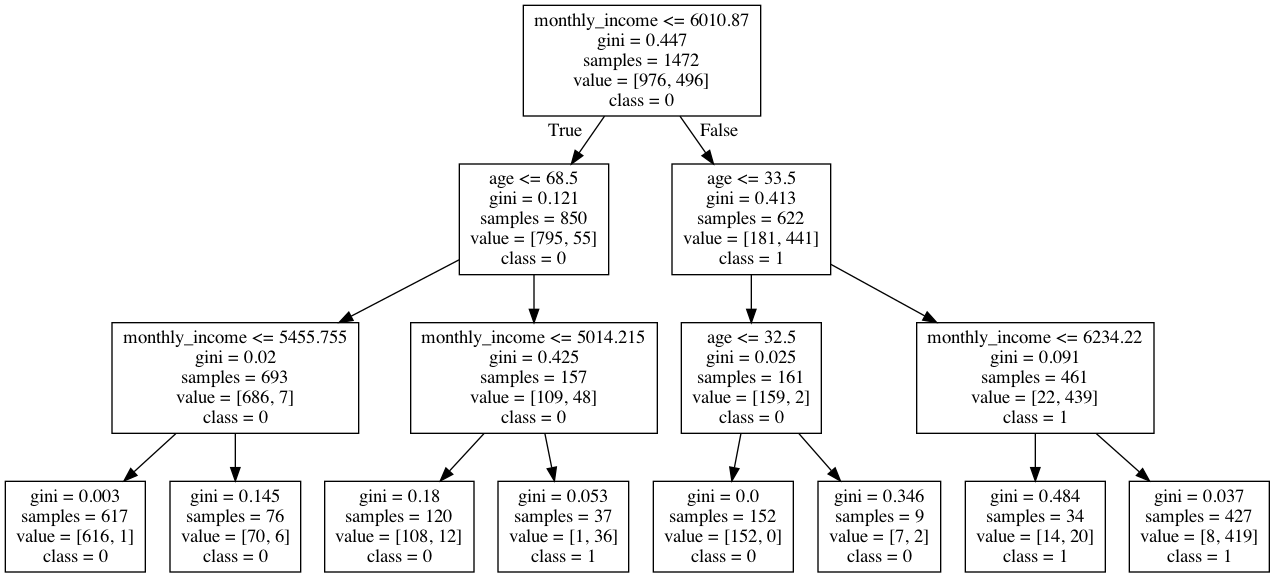 monthly_income <= 6010.87
gini = 0.447
samples = 1472
value = [976, 496]
class = 0
True
False
age <= 68.5
gini = 0.121
samples = 850
value = [795, 55]
class = 0
age <= 33.5
gini = 0.413
samples = 622
value = [181, 441]
class = 1
monthly_income <= 5455.755
gini = 0.02
samples = 693
value = [686, 7]
class = 0
monthly_income <= 5014.215
gini = 0.425
samples = 157
value = [109, 48]
class = 0
age <= 32.5
gini = 0.025
samples = 161
value = [159, 2]
class = 0
monthly_income <= 6234.22
gini = 0.091
samples = 461
value = [22, 439]
class = 1
gini = 0.003
samples = 617
value = [616, 1]
class = 0
gini = 0.145
samples = 76
value = [70, 6]
class = 0
gini = 0.18
samples = 120
value = [108, 12]
class = 0
gini = 0.053
samples = 37
value = [1, 36]
class = 1
gini = 0.0
samples = 152
value = [152, 0]
class = 0
gini = 0.346
samples = 9
value = [7, 2]
class = 0
gini = 0.484
samples = 34
value = [14, 20]
class = 1
gini = 0.037
samples = 427
value = [8, 419]
class = 1